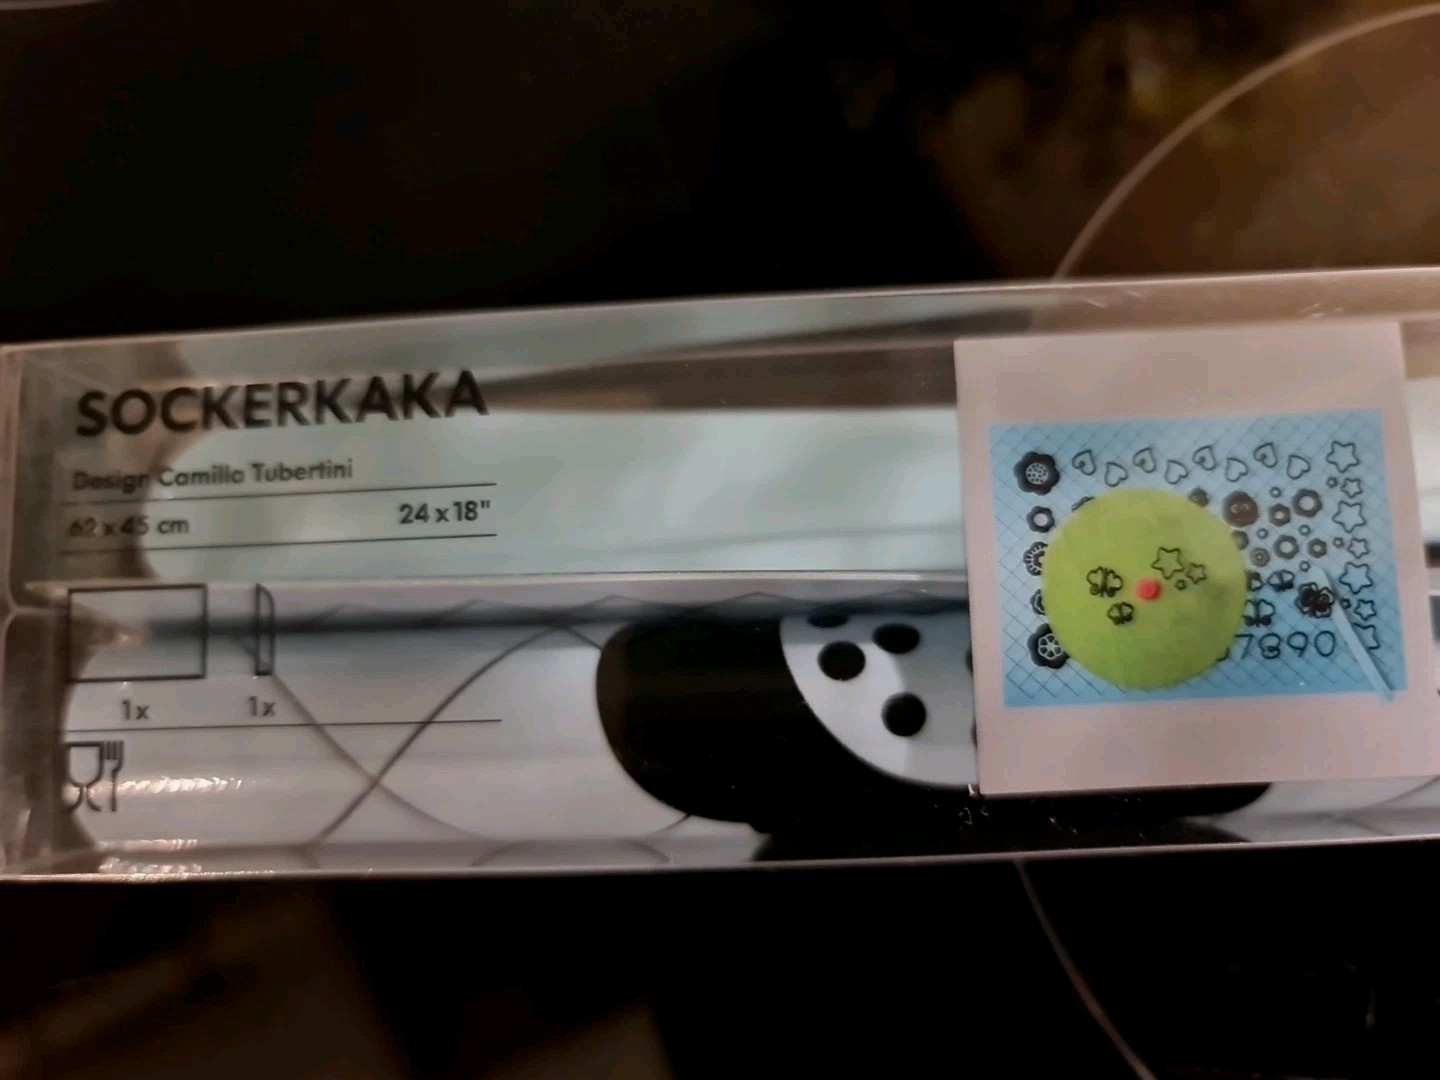 SOCKERKAKA
Design Camilla Tubertini
62 x 45 cm 24 x 18"
1x 1x
7890